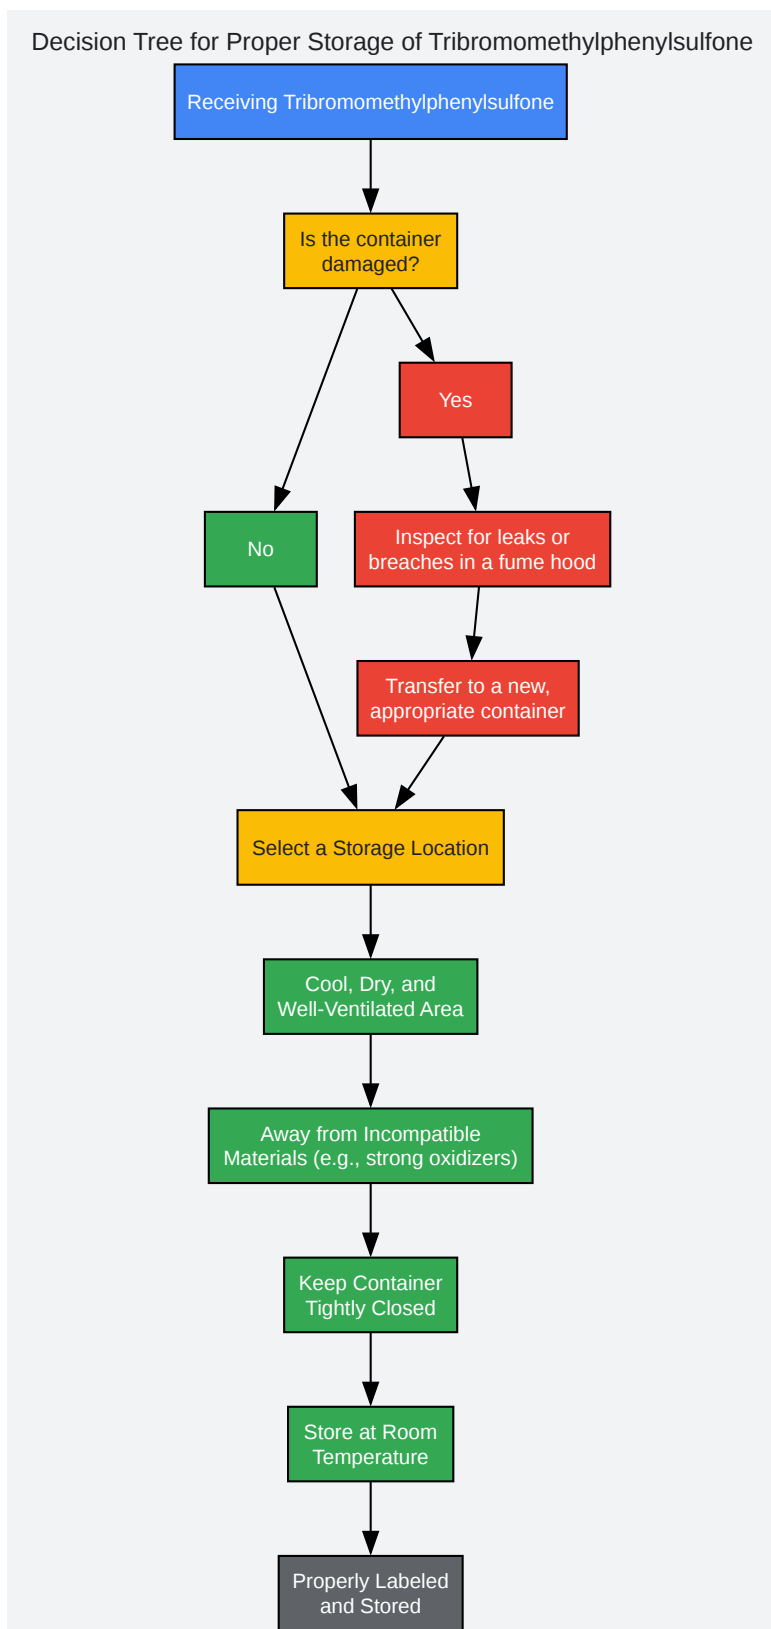 Decision Tree for Proper Storage of Tribromomethylphenylsulfone
Receiving Tribromomethylphenylsulfone
Is the container
damaged?
Yes
No
Inspect for leaks or
breaches in a fume hood
Transfer to a new,
appropriate container
Select a Storage Location
Cool, Dry, and
Well-Ventilated Area
Away from Incompatible
Materials (e.g., strong oxidizers)
Keep Container
Tightly Closed
Store at Room
Temperature
Properly Labeled
and Stored